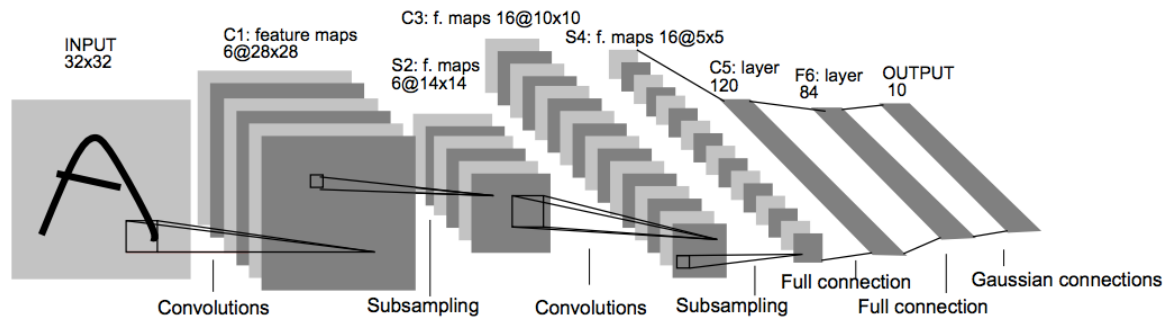 INPUT
32x32
C1: feature maps
6@28x28
S2: f. maps
6@14x14
C3: f. maps 16@10x10
S4: f. maps 16@5x5
C5: layer
120
F6: layer
84
OUTPUT
10
Convolutions
Subsampling
Convolutions
Subsampling
Full connection
Full connection
Gaussian connections